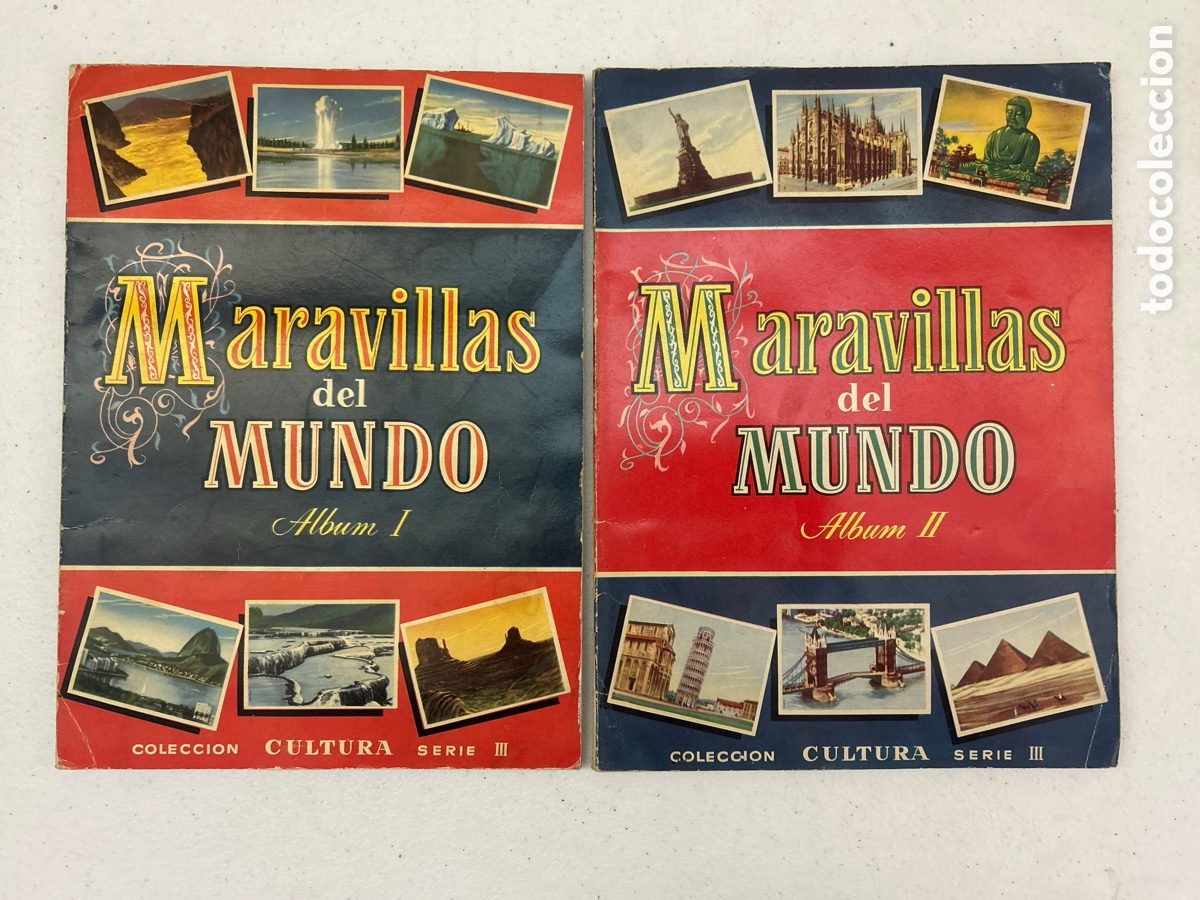 Maravillas
del
MUNDO
Album I
COLECCION CULTURA SERIE III
Maravillas
del
MUNDO
Album II
COLECCION CULTURA SERIE III
todocoleccion